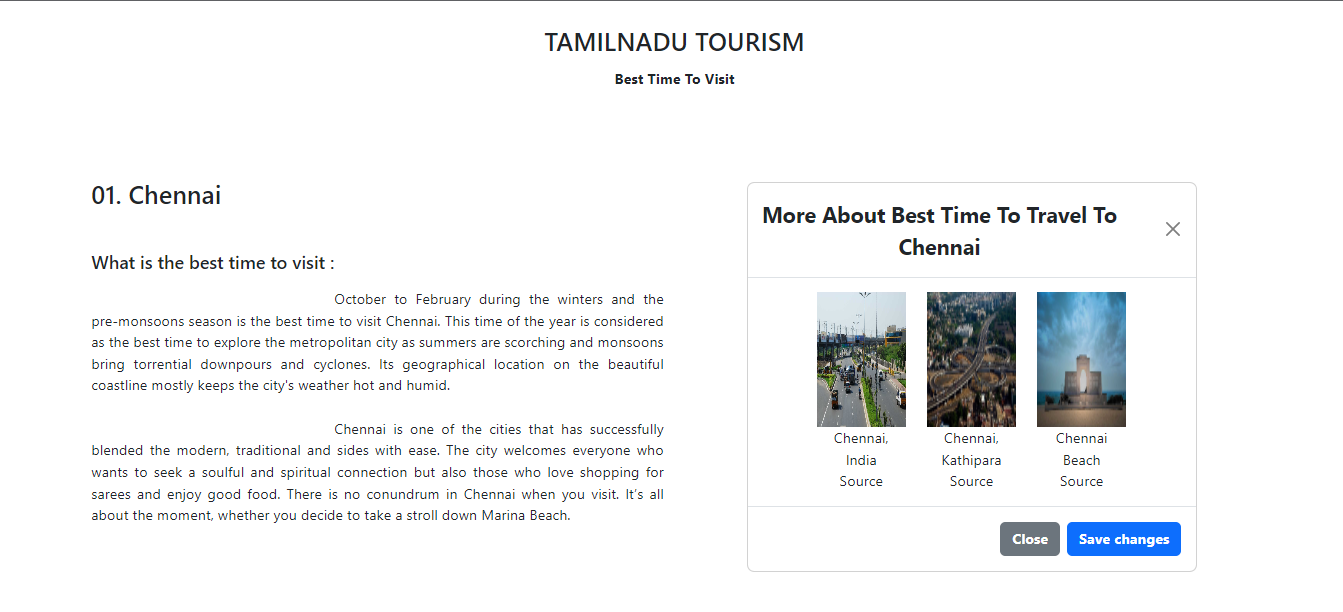 TAMILNADU TOURISM
Best Time To Visit
01. Chennai
What is the best time to visit :
October to February during the winters and the
pre-monsoons season is the best time to visit Chennai. This time of the year is considered
as the best time to explore the metropolitan city as summers are scorching and monsoons
bring torrential downpours and cyclones. Its geographical location on the beautiful
coastline mostly keeps the city's weather hot and humid.
Chennai is one of the cities that has successfully
blended the modern, traditional and sides with ease. The city welcomes everyone who
wants to seek a soulful and spiritual connection but also those who love shopping for
sarees and enjoy good food. There is no conundrum in Chennai when you visit. It’s all
about the moment, whether you decide to take a stroll down Marina Beach.
More About Best Time To Travel To
Chennai
Chennai,
India
Source
Chennai,
Kathipara
Source
Chennai
Beach
Source
Close
Save changes